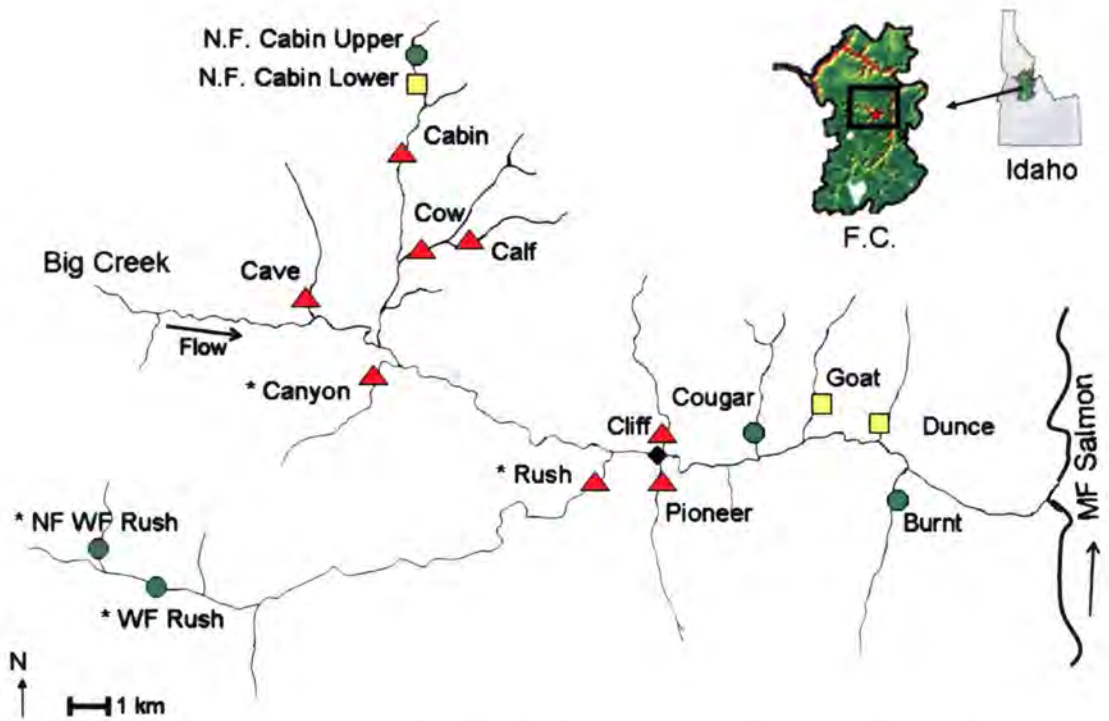 N.F. Cabin Upper
N.F. Cabin Lower
Cabin
Cow
Calf
Big Creek
Cave
Flow
* Canyon
Idaho
F.C.
Cliff
Cougar
Goat
Dunce
* Rush
Pioneer
Burnt
MF Salmon
* NF WF Rush
* WF Rush
N
1 km